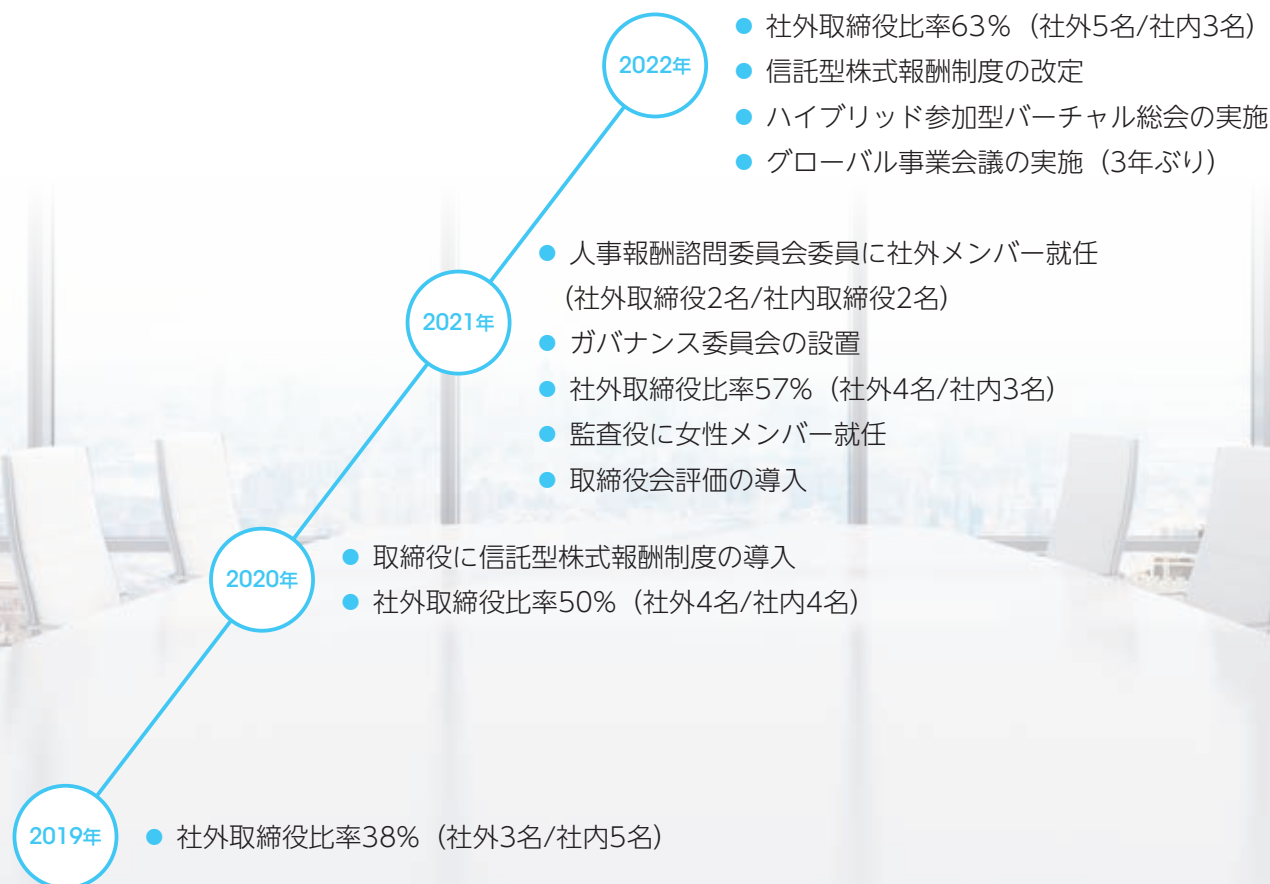 2022年
● 社外取締役比率63%（社外5名/社内3名）
● 信託型株式報酬制度の改定
● ハイブリッド参加型バーチャル総会の実施
● グローバル事業会議の実施（3年ぶり）
2021年
● 人事報酬諮問委員会委員に社外メンバー就任
（社外取締役2名/社内取締役2名）
● ガバナンス委員会の設置
● 社外取締役比率57%（社外4名/社内3名）
● 監査役に女性メンバー就任
● 取締役会評価の導入
2020年
● 取締役に信託型株式報酬制度の導入
● 社外取締役比率50%（社外4名/社内4名）
2019年
● 社外取締役比率38%（社外3名/社内5名）